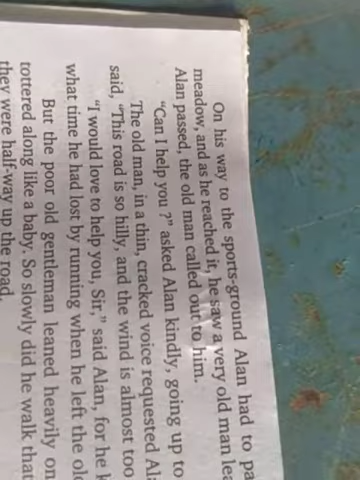 On his way to the sports-ground Alan had to pa
meadow, and as he reached it, he saw a very old man lea
Alan passed, the old man called out to him.
"Can I help you ?" asked Alan kindly, going up to
The old man, in a thin, cracked voice requested Ala
said, "This road is so hilly, and the wind is almost too
"I would love to help you, Sir," said Alan, for he k
what time he had lost by running when he left the old
But the poor old gentleman leaned heavily on
tottered along like a baby. So slowly did he walk that
they were half-way up the road.